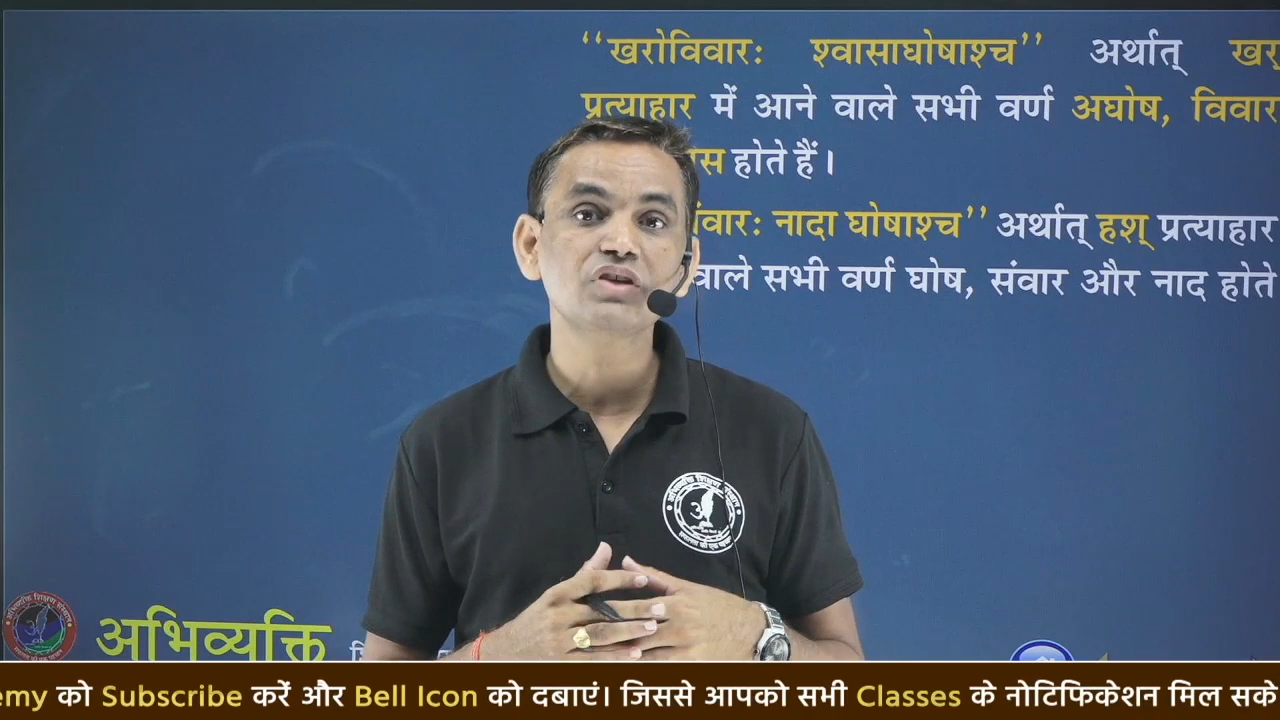 ‘‘खरोविवारः श्वासाघोषाश्च’’ अर्थात् खर्
प्रत्याहार में आने वाले सभी वर्ण अघोष, विवार
होते हैं।
नादा घोषाश्च’’ अर्थात् हश् प्रत्याहार
वाले सभी वर्ण घोष, संवार और नाद होते
अभिव्यक्ति
को Subscribe करें और Bell Icon को दबाएं। जिससे आपको सभी Classes के नोटिफिकेशन मिल सके